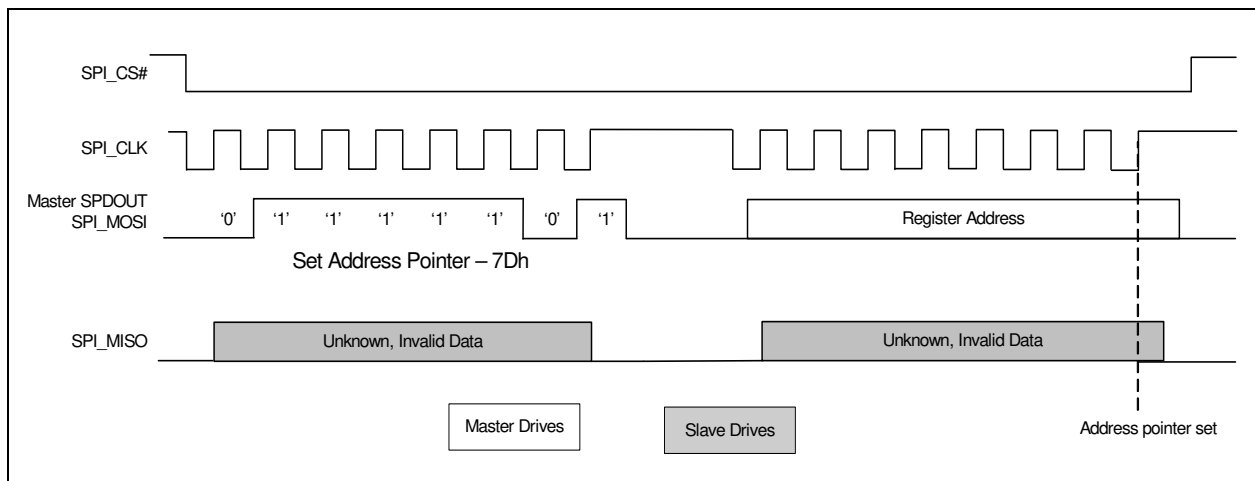 SPI_CS#
SPI_CLK
Master SPDOUT
SPI_MOSI
‘0’ ‘1’ ‘1’ ‘1’ ‘1’ ‘1’ ‘0’ ‘1’ Register Address
Set Address Pointer – 7Dh
SPI_MISO
Unknown, Invalid Data Unknown, Invalid Data
Master Drives Slave Drives
Address pointer set